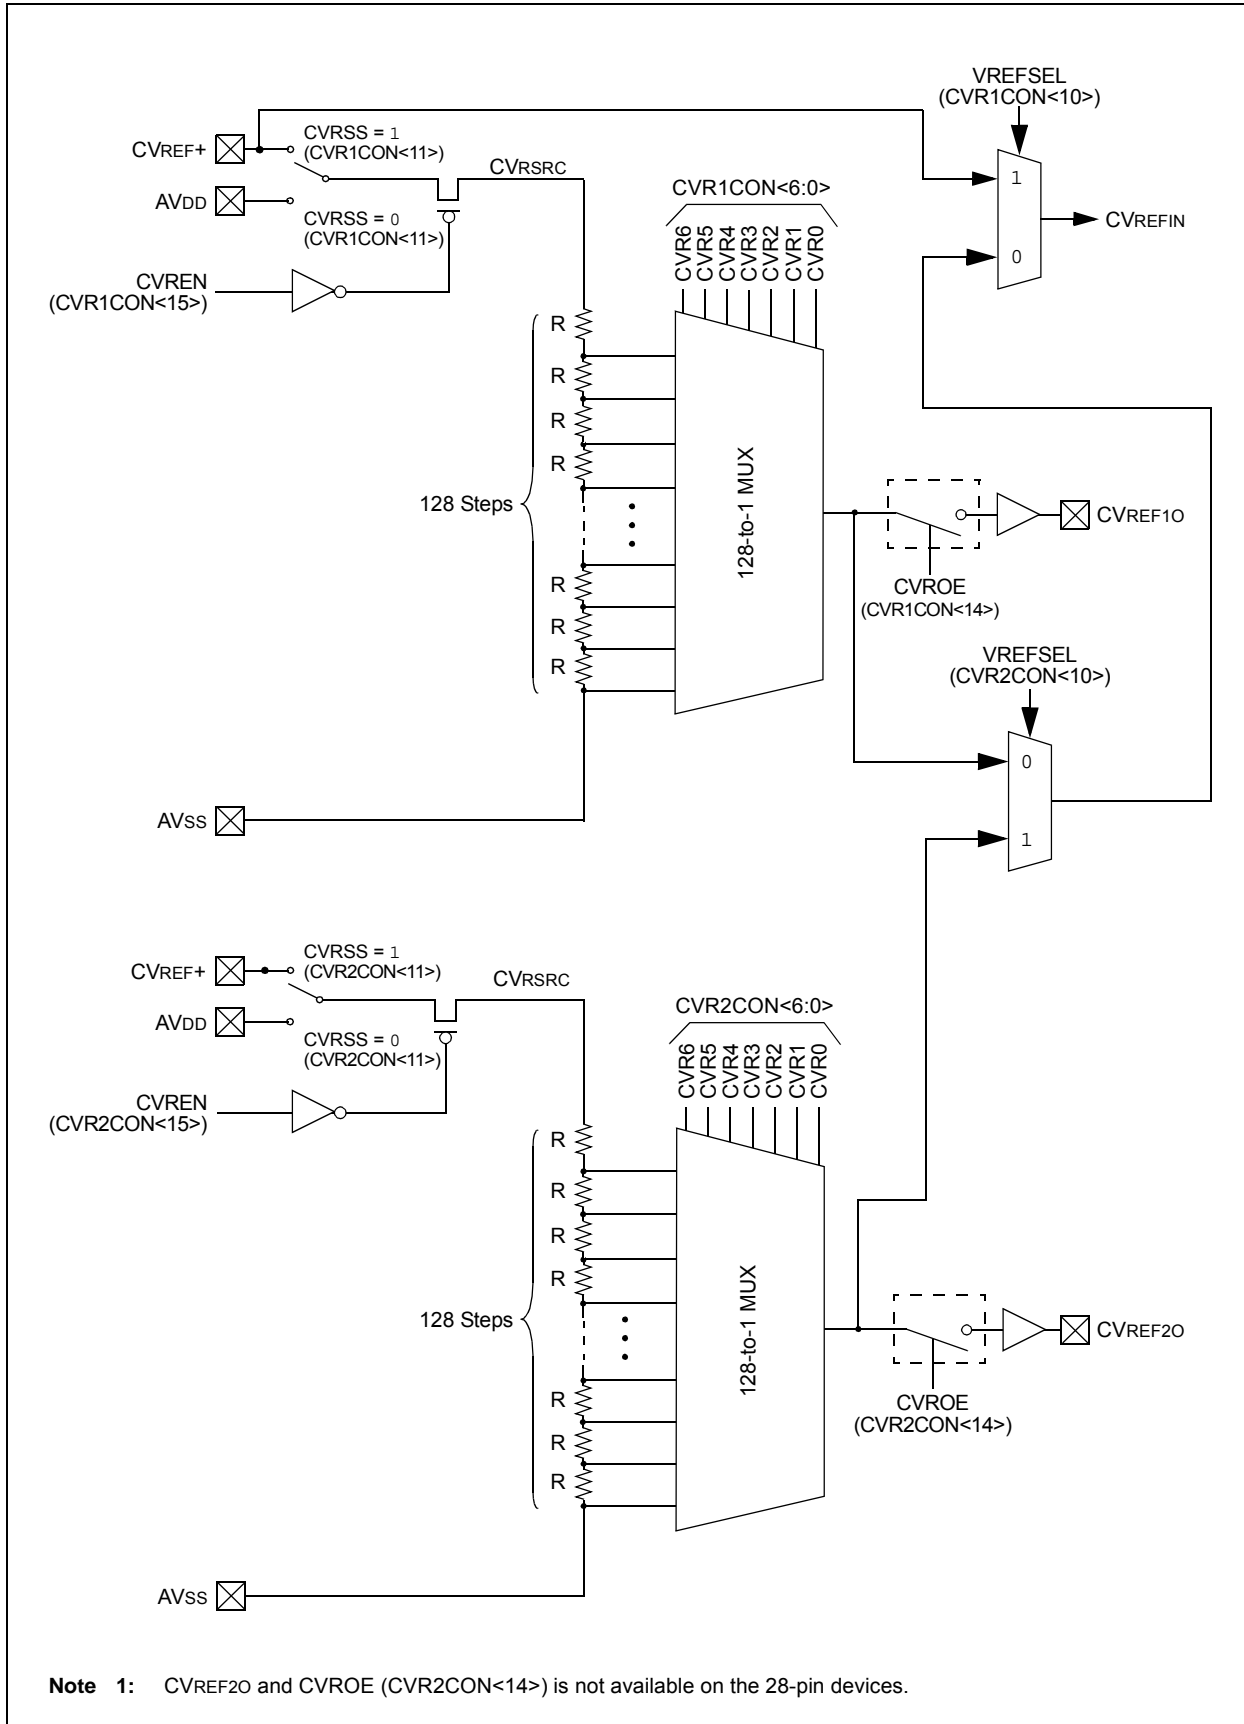 VREFSEL
(CVR1CON<10>)
CVREF+
CVRSS = 1
(CVR1CON<11>)
CVRSRC
AVDD
CVRSS = 0
(CVR1CON<11>)
CVREN
(CVR1CON<15>)
CVR1CON<6:0>
CVR6
CVR5
CVR4
CVR3
CVR2
CVR1
CVR0
1
0
CVREFIN
R
R
R
R
128 Steps
R
R
R
128-to-1 MUX
CVREF1O
CVROE
(CVR1CON<14>)
VREFSEL
(CVR2CON<10>)
0
1
AVSS
CVREF+
CVRSS = 1
(CVR2CON<11>)
CVRSRC
AVDD
CVRSS = 0
(CVR2CON<11>)
CVREN
(CVR2CON<15>)
CVR2CON<6:0>
CVR6
CVR5
CVR4
CVR3
CVR2
CVR1
CVR0
R
R
R
R
128 Steps
R
R
R
128-to-1 MUX
CVREF2O
CVROE
(CVR2CON<14>)
AVSS
Note 1: CVREF2O and CVROE (CVR2CON<14>) is not available on the 28-pin devices.